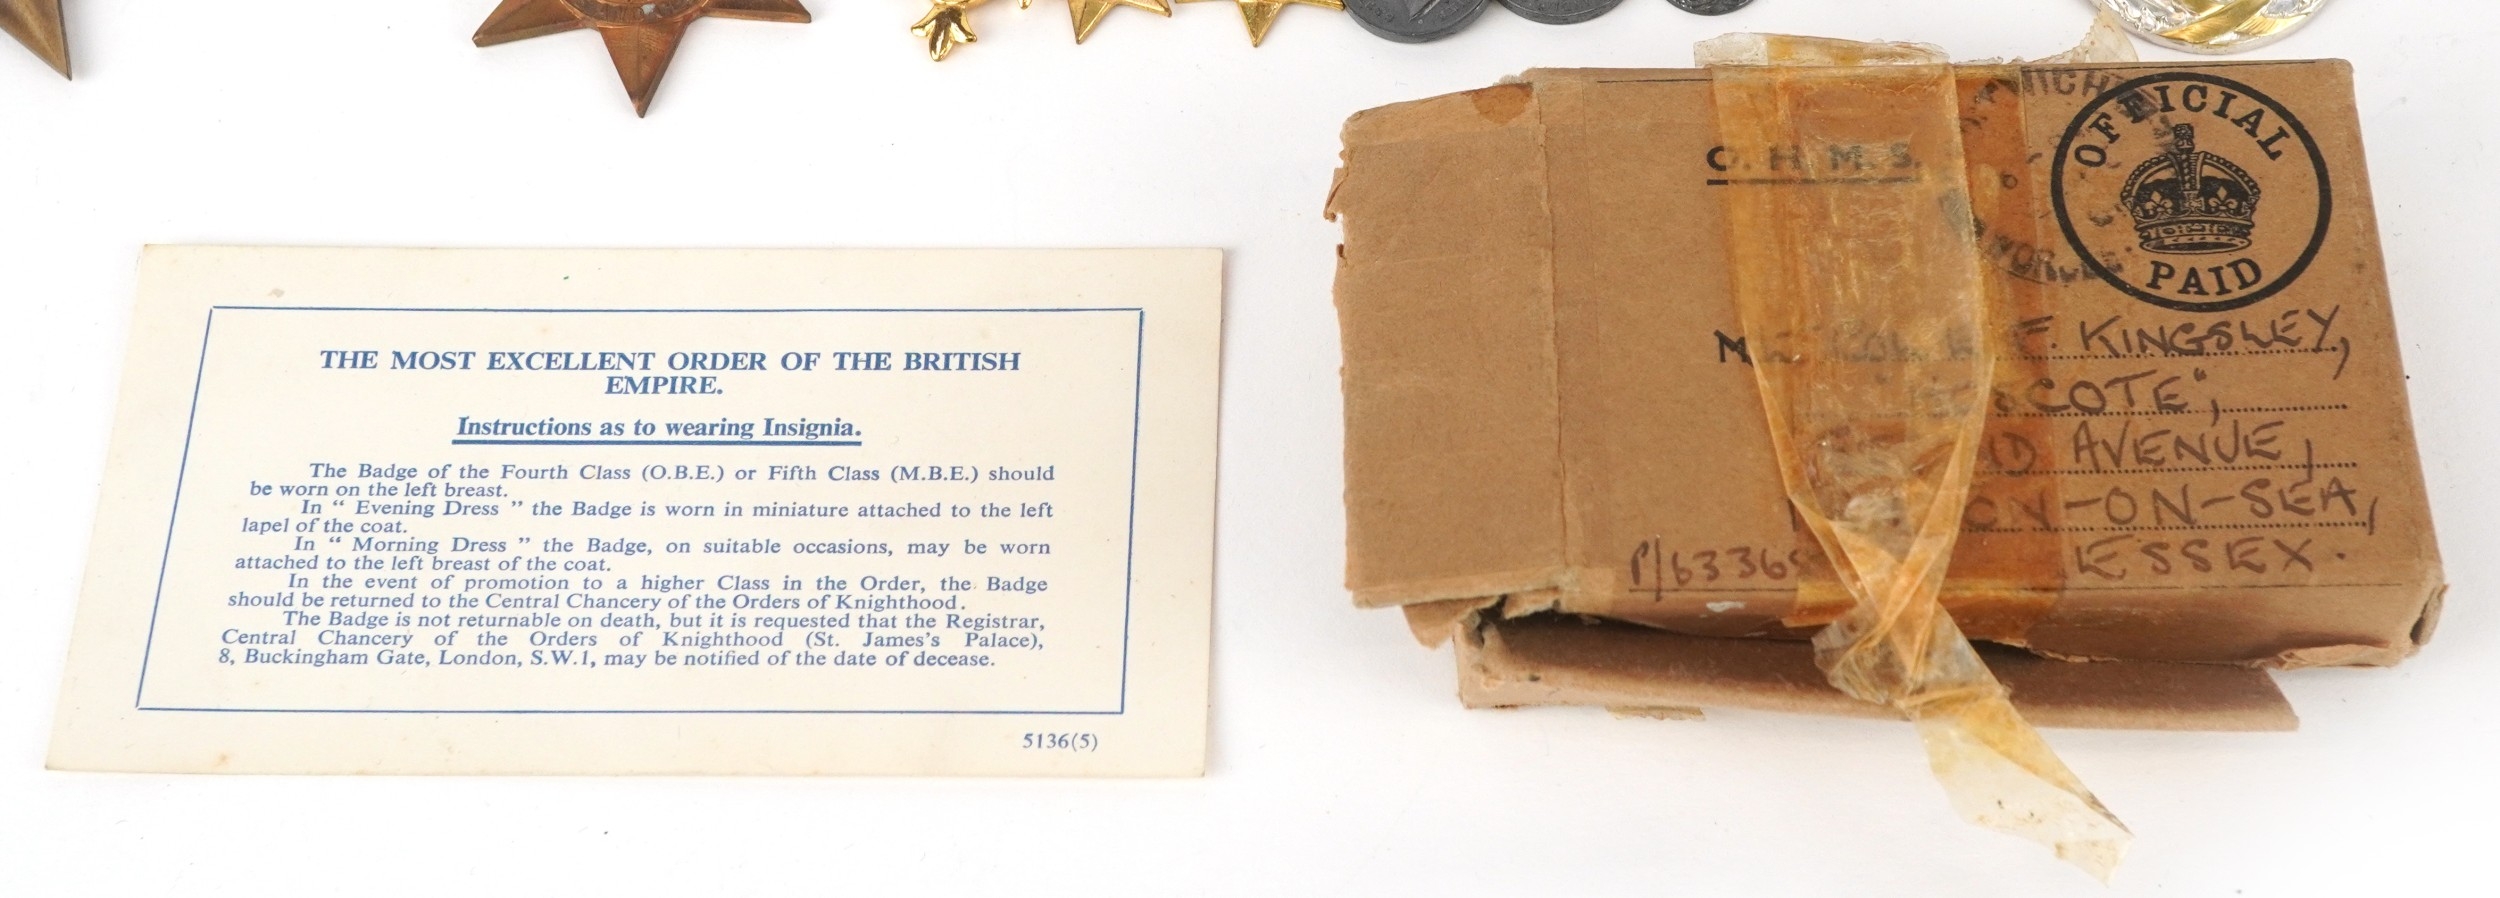 THE MOST EXCELLENT ORDER OF THE BRITISH
EMPIRE.
Instructions as to wearing Insignia.
The Badge of the Fourth Class (O.B.E.) or Fifth Class (M.B.E.) should
be worn on the left breast.
In “ Evening Dress ” the Badge is worn in miniature attached to the left
lapel of the coat.
In “ Morning Dress ” the Badge, on suitable occasions, may be worn
attached to the left breast of the coat.
In the event of promotion to a higher Class in the Order, the Badge
should be returned to the Central Chancery of the Orders of Knighthood.
The Badge is not returnable on death, but it is requested that the Registrar,
Central Chancery of the Orders of Knighthood (St. James's Palace),
8, Buckingham Gate, London, S.W.1, may be notified of the date of decease.
5136(5)
O. H. M. S.
OFFICIAL
PAID
F. KINGSLEY,
AVENUE,
-ON-SEA,
ESSEX.